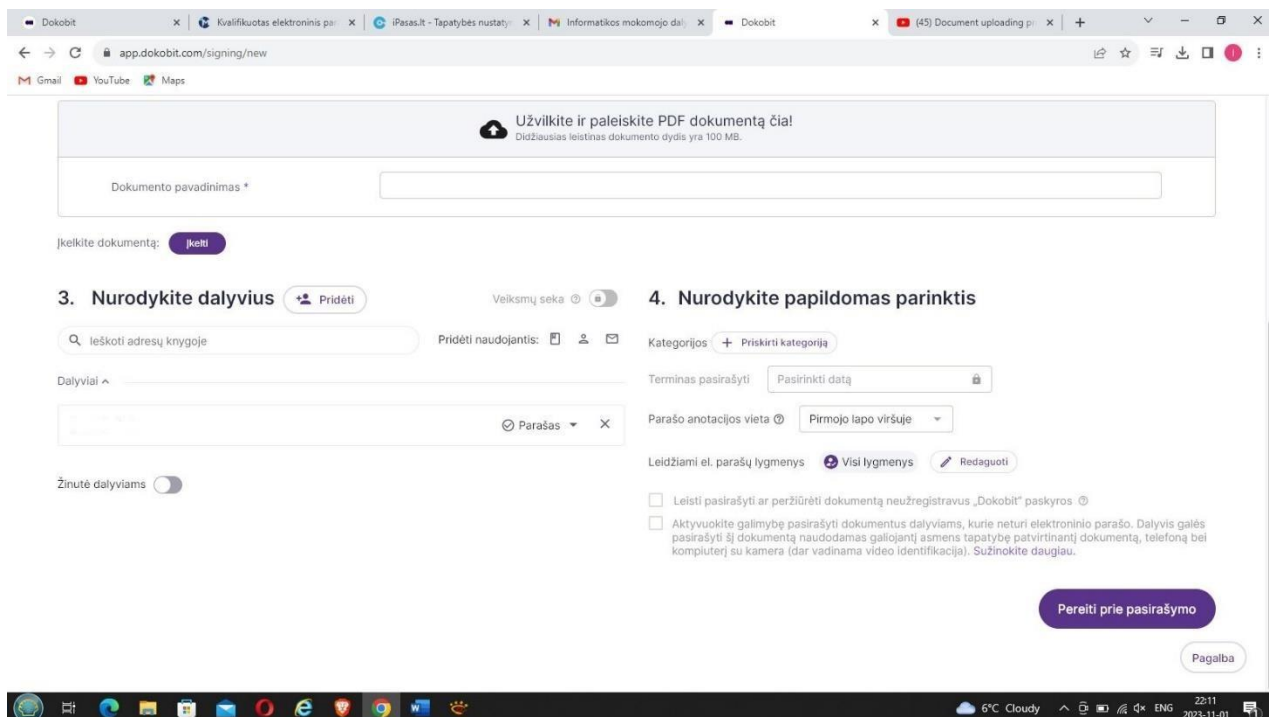 Dokobit
Kvalifikuotas elektroninis par
iPasas.lt - Tapatybės nustaty
Informatikos mokomojo daly
Dokobit
(45) Document uploading pr
app.dokobit.com/signing/new
Gmail
YouTube
Maps
Užvilkite ir paleiskite PDF dokumentą čia!
Didžiausias leistinas dokumento dydis yra 100 MB.
Dokumento pavadinimas *
Įkelkite dokumentą:
Įkelti
3. Nurodykite dalyvius
Pridėti
Veiksmų seka
Ieškoti adresų knygoje
Pridėti naudojantis:
Dalyviai
Parašas
Žinutė dalyviams
4. Nurodykite papildomas parinktis
Kategorijos
+ Priskirti kategoriją
Terminas pasirašyti
Pasirinkti datą
Parašo anotacijos vieta
Pirmojo lapo viršuje
Leidžiami el. parašų lygmenys
Visi lygmenys
Redaguoti
Leisti pasirašyti ar peržiūrėti dokumentą neužregistravus „Dokobit" paskyros
Aktyvuokite galimybę pasirašyti dokumentus dalyviams, kurie neturi elektroninio parašo. Dalyvis galės
pasirašyti šį dokumentą naudodamas galiojantį asmens tapatybę patvirtinantį dokumentą, telefoną bei
kompiuterį su kamera (dar vadinama video identifikacija). Sužinokite daugiau.
Pereiti prie pasirašymo
Pagalba
6°C Cloudy
ENG
22:11
2023-11-01